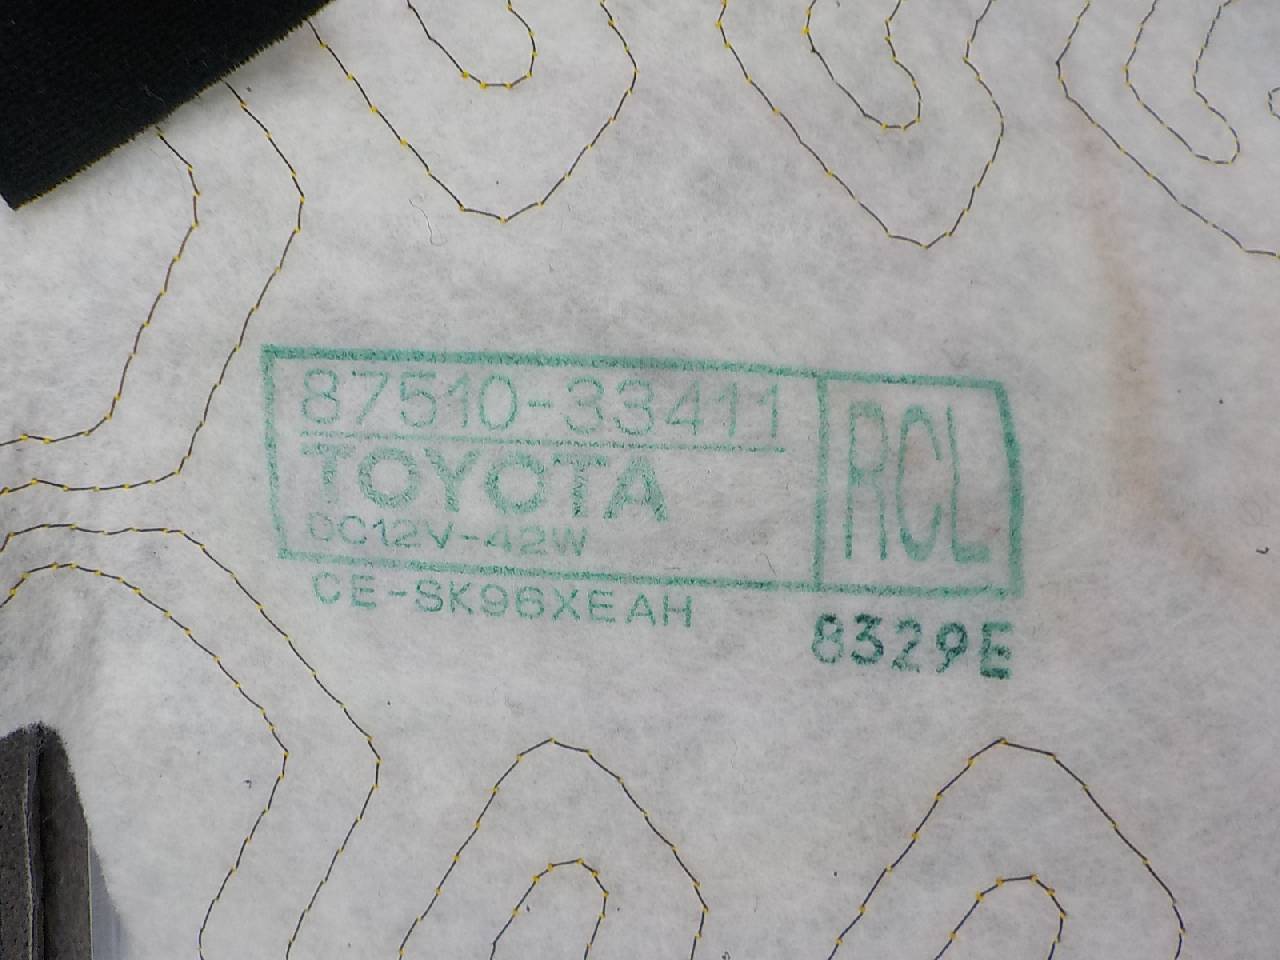 87510-33411
TOYOTA
DC12V-42W
RCL
CE-SK96XEAH
8329E